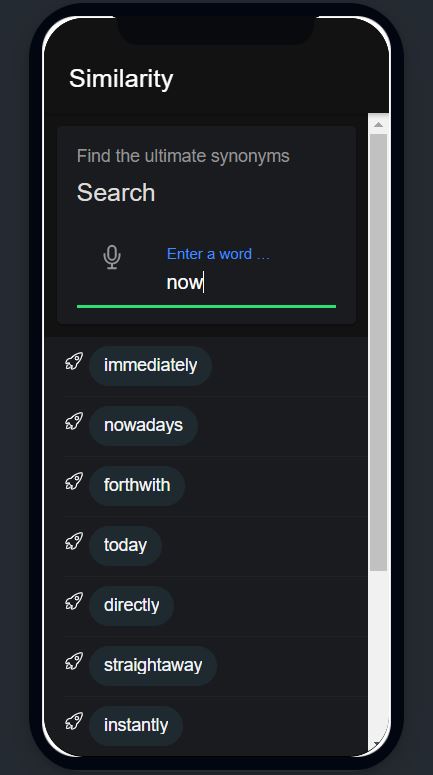 Similarity
Find the ultimate synonyms
Search
Enter a word ...
now
immediately
nowadays
forthwith
today
directly
straightaway
instantly